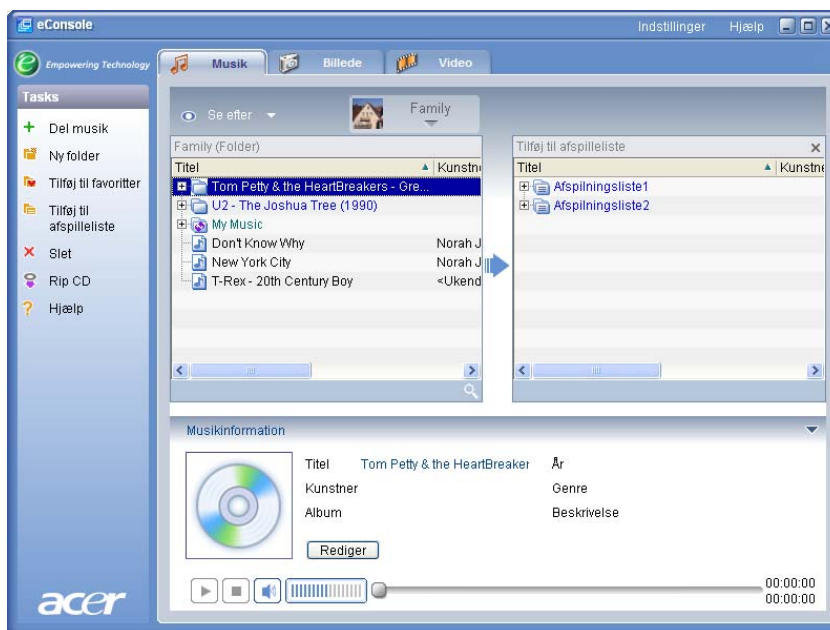 eConsole
Indstillinger Hjælp
Empowering Technology
Musik Billede Video
Tasks
Del musik
Ny folder
Tilføj til favoritter
Tilføj til
afspilleliste
Slet
Rip CD
Hjælp
Se efter
Family
Family (Folder)
Titel Kunstne
Tom Petty & the HeartBreakers - Gre...
U2 - The Joshua Tree (1990)
My Music
Don't Know Why Norah J
New York City Norah J
T-Rex - 20th Century Boy <Ukend
Tilføj til afspilleliste
Titel Kunstne
Afspilningsliste1
Afspilningsliste2
Musikinformation
Titel Tom Petty & the HeartBreaker År
Kunstner Genre
Album Beskrivelse
Rediger
00:00:00
00:00:00
acer